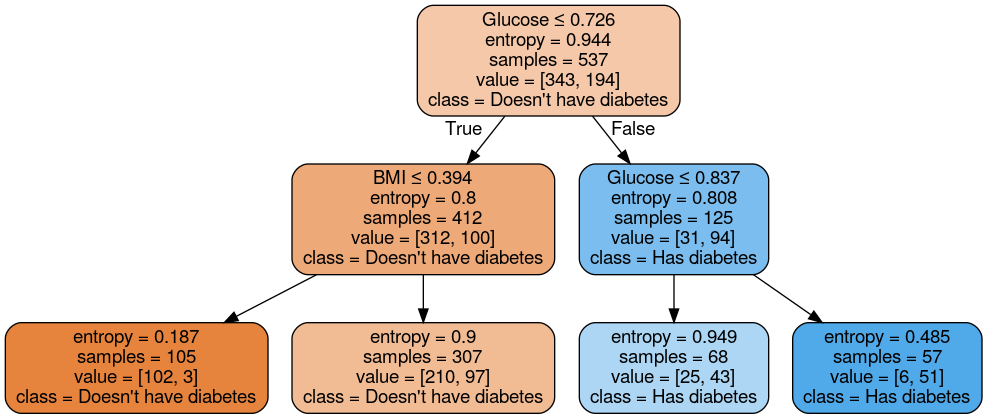 Glucose ≤ 0.726
entropy = 0.944
samples = 537
value = [343, 194]
class = Doesn't have diabetes
True
False
BMI ≤ 0.394
entropy = 0.8
samples = 412
value = [312, 100]
class = Doesn't have diabetes
Glucose ≤ 0.837
entropy = 0.808
samples = 125
value = [31, 94]
class = Has diabetes
entropy = 0.187
samples = 105
value = [102, 3]
class = Doesn't have diabetes
entropy = 0.9
samples = 307
value = [210, 97]
class = Doesn't have diabetes
entropy = 0.949
samples = 68
value = [25, 43]
class = Has diabetes
entropy = 0.485
samples = 57
value = [6, 51]
class = Has diabetes